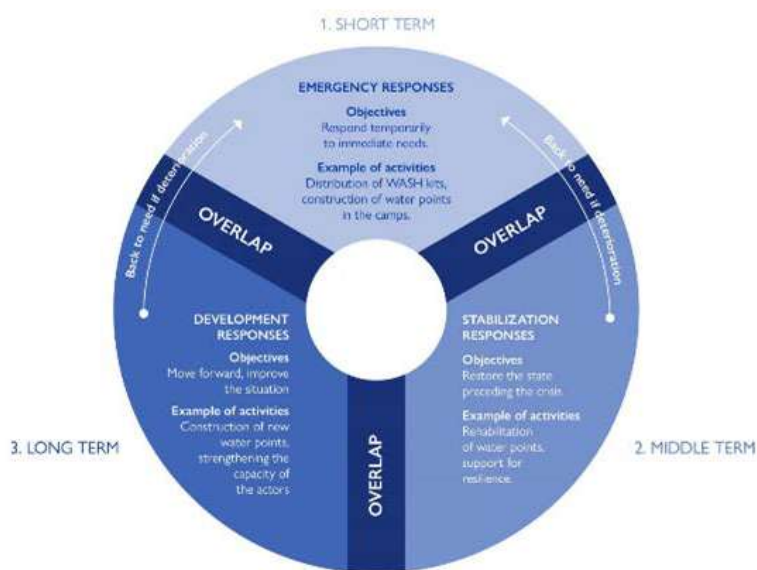 1. SHORT TERM
EMERGENCY RESPONSES
Objectives
Respond temporarily
to immediate needs.
Example of activities
Distribution of WASH kits,
construction of water points
in the camps.
Back to need if deterioration
Back to need if deterioration
OVERLAP
OVERLAP
STABILIZATION
RESPONSES
Objectives
Restore the state
preceding the crisis.
Example of activities
Rehabilitation
of water points,
support for
resilience.
2. MIDDLE TERM
OVERLAP
DEVELOPMENT
RESPONSES
Objectives
Move forward, improve
the situation
Example of activities
Construction of new
water points,
strengthening the
capacity of
the actors
3. LONG TERM